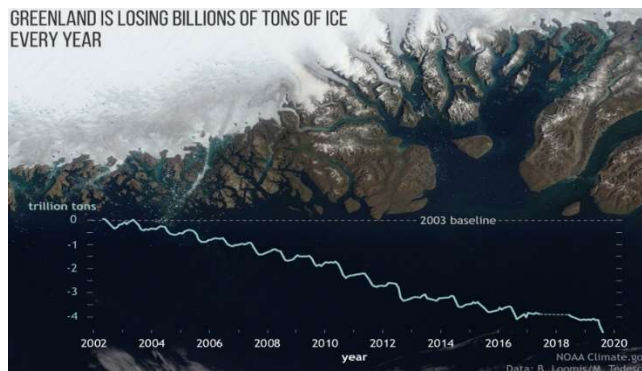 GREENLAND IS LOSING BILLIONS OF TONS OF ICE
EVERY YEAR
trillion tons
0
2003 baseline
-1
-2
-3
-4
2002 2004 2006 2008 2010 2012 2014 2016 2018 2020
year
NOAA Climate.go
Data: B. Loomis/M. Tedesc